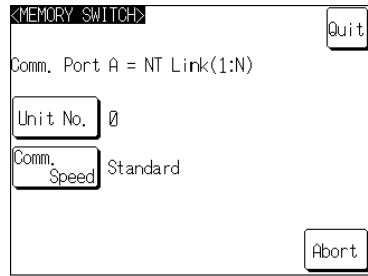 <MEMORY SWITCH>
Quit
Comm. Port A = NT Link(1:N)
Unit No. 0
Comm.
Speed Standard
Abort